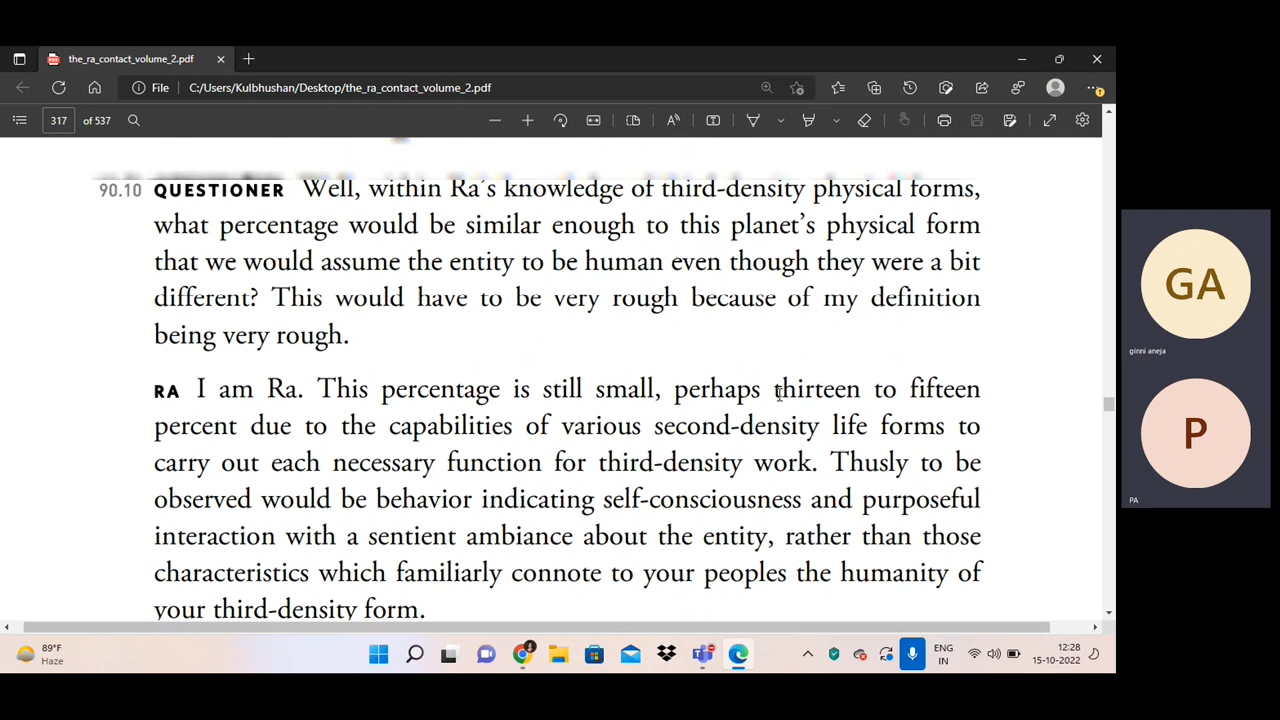 the_ra_contact_volume_2.pdf
File C:/Users/Kulbhushan/Desktop/the_ra_contact_volume_2.pdf
317 of 537
90.10 QUESTIONER Well, within Ra's knowledge of third-density physical forms,
what percentage would be similar enough to this planet's physical form
that we would assume the entity to be human even though they were a bit
different? This would have to be very rough because of my definition
being very rough.
RA I am Ra. This percentage is still small, perhaps thirteen to fifteen
percent due to the capabilities of various second-density life forms to
carry out each necessary function for third-density work. Thusly to be
observed would be behavior indicating self-consciousness and purposeful
interaction with a sentient ambiance about the entity, rather than those
characteristics which familiarly connote to your peoples the humanity of
your third-density form.
GA
ginni aneja
P
PA
89°F
Haze
ENG
IN
12:28
15-10-2022